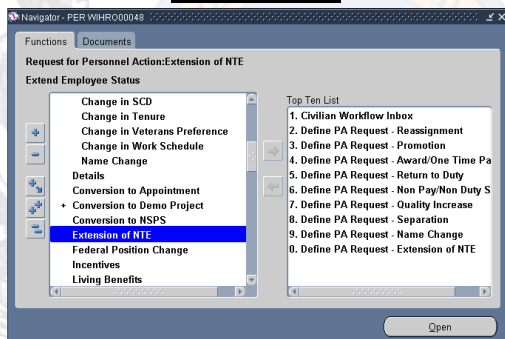 Navigator - PER WIHRO00048
Functions
Documents
Request for Personnel Action:Extension of NTE
Extend Employee Status
Change in SCD
Change in Tenure
Change in Veterans Preference
Change in Work Schedule
Name Change
Details
Conversion to Appointment
+ Conversion to Demo Project
Conversion to NSPS
Extension of NTE
Federal Position Change
Incentives
Living Benefits
Top Ten List
1. Civilian Workflow Inbox
2. Define PA Request - Reassignment
3. Define PA Request - Promotion
4. Define PA Request - Award/One Time Pa
5. Define PA Request - Return to Duty
6. Define PA Request - Non Pay/Non Duty S
7. Define PA Request - Quality Increase
8. Define PA Request - Separation
9. Define PA Request - Name Change
0. Define PA Request - Extension of NTE
Open